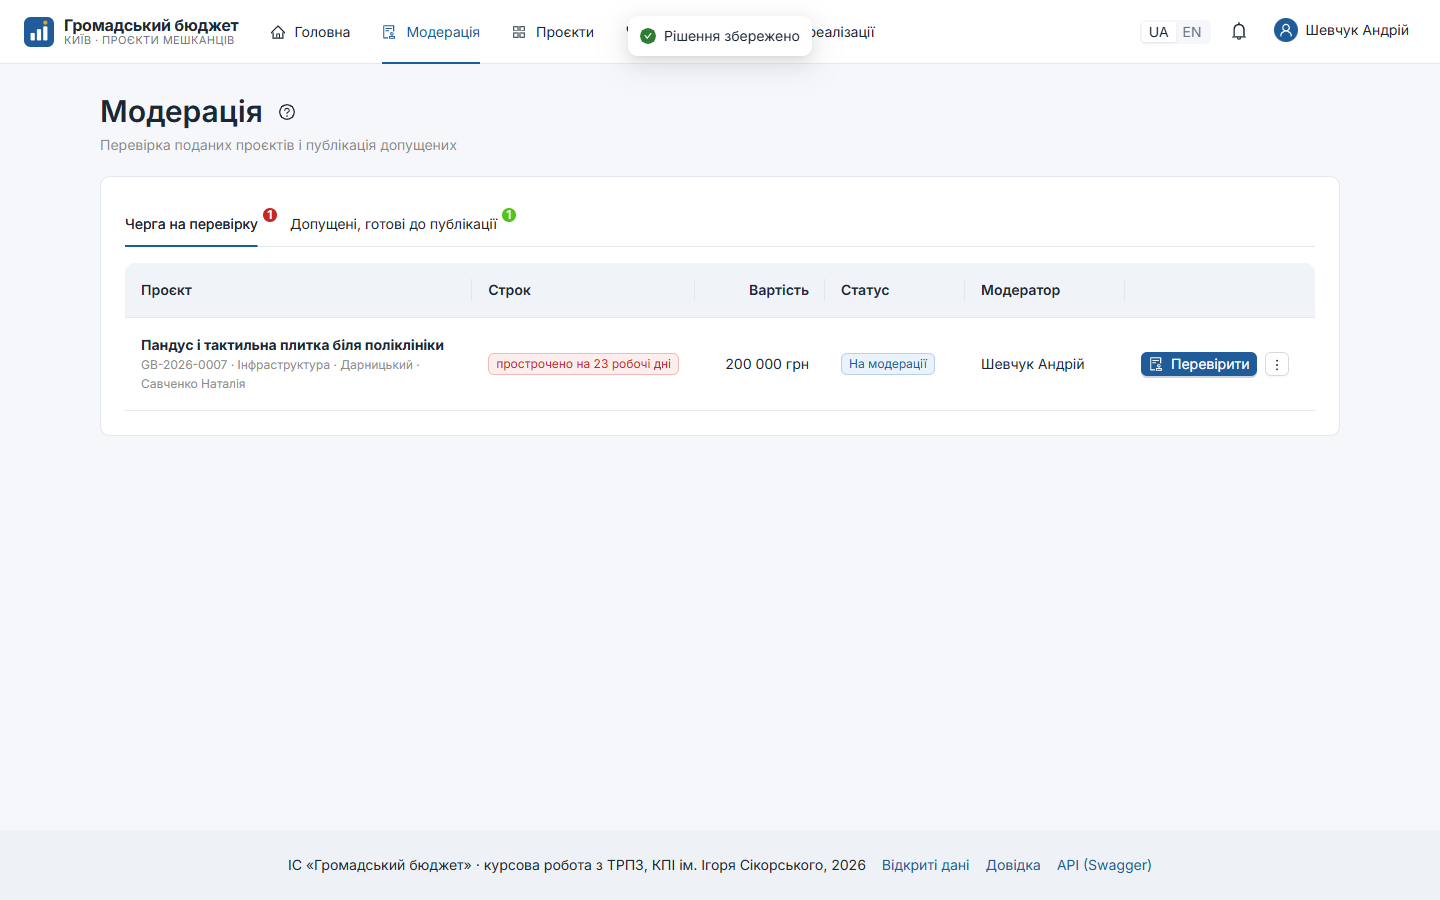 Громадський бюджет
КИЇВ · ПРОЄКТИ МЕШКАНЦІВ
Головна
Модерація
Проєкти
Рішення збережено
реалізації
UA EN
Шевчук Андрій
Модерація
Перевірка поданих проєктів і публікація допущених
Черга на перевірку 1
Допущені, готові до публікації 1
Проєкт Строк Вартість Статус Модератор
Пандус і тактильна плитка біля поліклініки
GB-2026-0007 · Інфраструктура · Дарницький ·
Савченко Наталія
прострочено на 23 робочі дні
200 000 грн
На модерації
Шевчук Андрій
Перевірити
ІС «Громадський бюджет» · курсова робота з ТРПЗ, КПІ ім. Ігоря Сікорського, 2026 Відкриті дані Довідка API (Swagger)